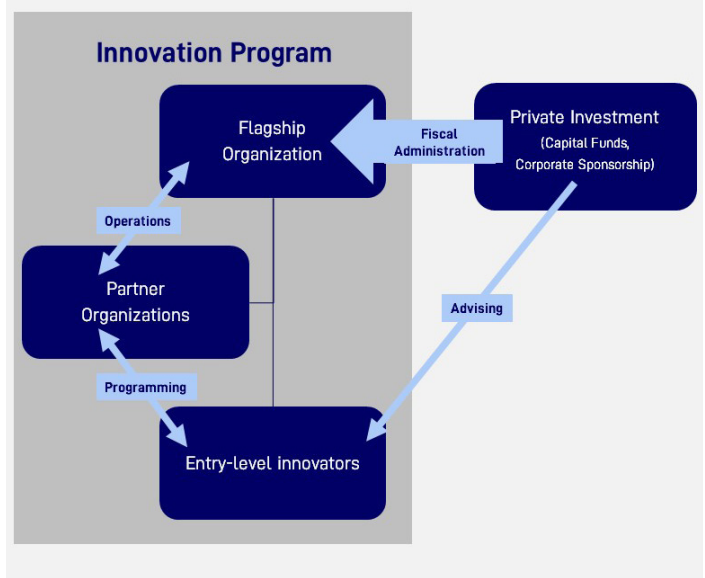 Innovation Program
Flagship
Organization
Fiscal
Administration
Private Investment
(Capital Funds,
Corporate Sponsorship)
Operations
Partner
Organizations
Advising
Programming
Entry-level innovators